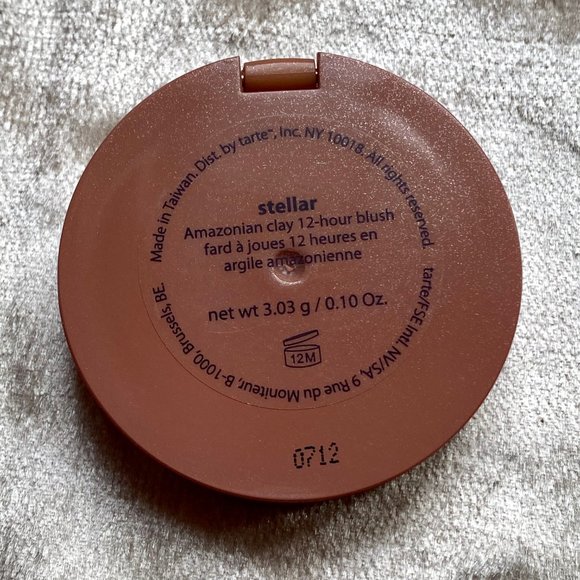 Made in Taiwan. Dist. by tarte™, Inc. NY 10018. All rights reserved.
stellar
Amazonian clay 12-hour blush
fard à joues 12 heures en
argile amazonienne
net wt 3.03 g / 0.10 Oz.
12M
tarte/FSE intl. NV/SA, 9 Rue du Moniteur, B-1000, Brussels, BE.
0712